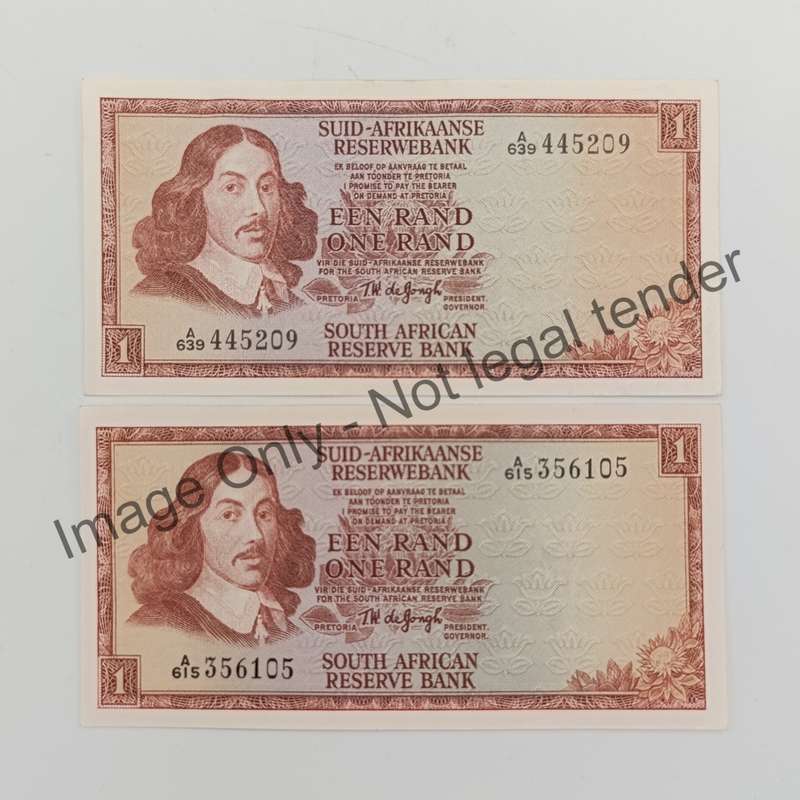 SUID-AFRIKAANSE
RESERWEBANK
A/639 445209
1
EK BELOOF OP AANVRAAG TE BETAAL
AAN TOONDER TE PRETORIA
I PROMISE TO PAY THE BEARER
ON DEMAND AT PRETORIA
EEN RAND
ONE RAND
VIR DIE SUID-AFRIKAANSE RESERWEBANK
FOR THE SOUTH AFRICAN RESERVE BANK
T.W. de Jongh
PRETORIA
PRESIDENT.
GOVERNOR.
1
A/639 445209
SOUTH AFRICAN
RESERVE BANK
Image Only - Not legal tender
SUID-AFRIKAANSE
RESERWEBANK
A/615 356105
1
EK BELOOF OP AANVRAAG TE BETAAL
AAN TOONDER TE PRETORIA
I PROMISE TO PAY THE BEARER
ON DEMAND AT PRETORIA
EEN RAND
ONE RAND
VIR DIE SUID-AFRIKAANSE RESERWEBANK
FOR THE SOUTH AFRICAN RESERVE BANK
T.W. de Jongh
PRETORIA
PRESIDENT.
GOVERNOR.
1
A/615 356105
SOUTH AFRICAN
RESERVE BANK